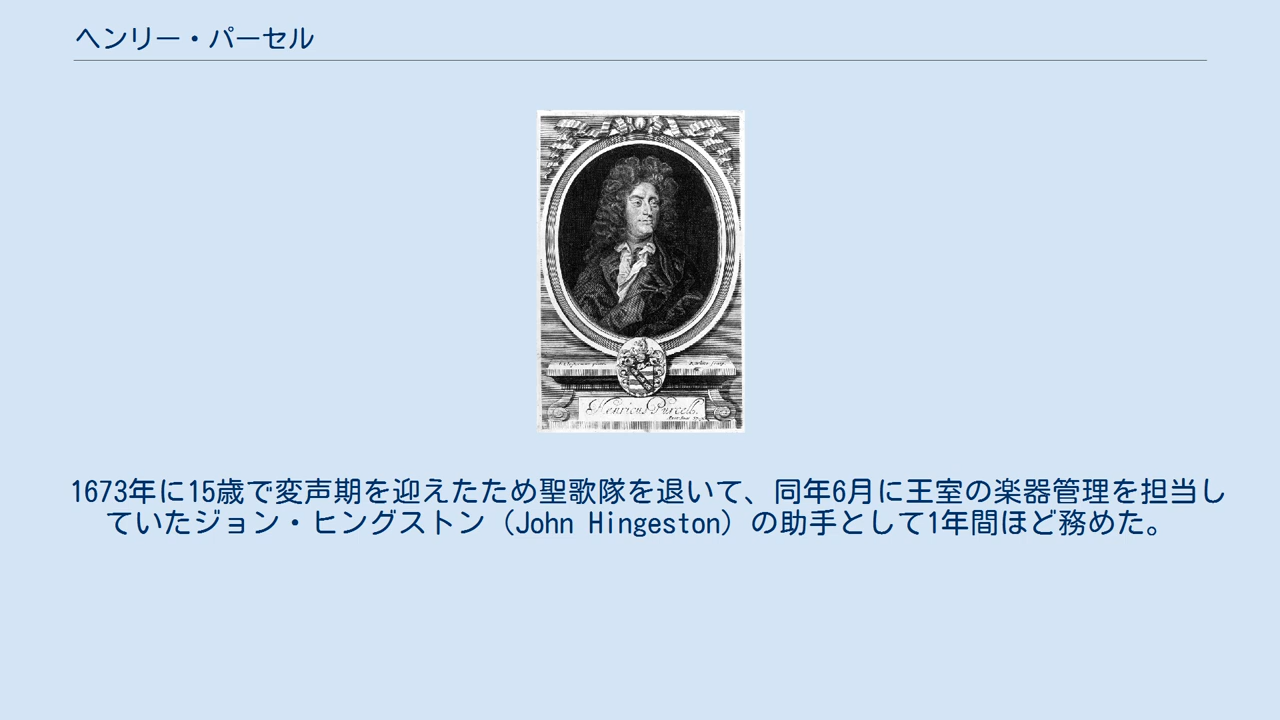 ヘンリー・パーセル
Henricus Purcell.
1673年に15歳で変声期を迎えたため聖歌隊を退いて、同年6月に王室の楽器管理を担当し
ていたジョン・ヒングストン（John Hingeston）の助手として1年間ほど務めた。